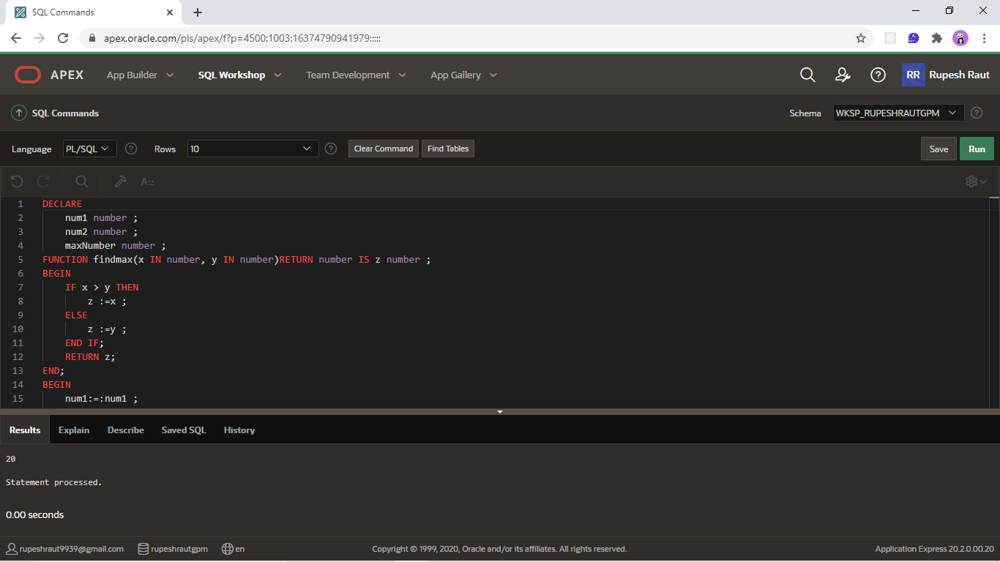 SQL Commands
apex.oracle.com/pls/apex/f?p=4500:1003:16374790941979:::::
APEX App Builder SQL Workshop Team Development App Gallery RR Rupesh Raut
SQL Commands Schema WKSP_RUPESHRAUTGPM
Language PL/SQL Rows 10 Clear Command Find Tables Save Run
1 DECLARE
2 num1 number ;
3 num2 number ;
4 maxNumber number ;
5 FUNCTION findmax(x IN number, y IN number)RETURN number IS z number ;
6 BEGIN
7 IF x > y THEN
8 z :=x ;
9 ELSE
10 z :=y ;
11 END IF;
12 RETURN z;
13 END;
14 BEGIN
15 num1:=:num1 ;
Results Explain Describe Saved SQL History
20
Statement processed.
0.00 seconds
rupeshraut9939@gmail.com rupeshrautgpm en Copyright © 1999, 2020, Oracle and/or its affiliates. All rights reserved. Application Express 20.2.0.00.20